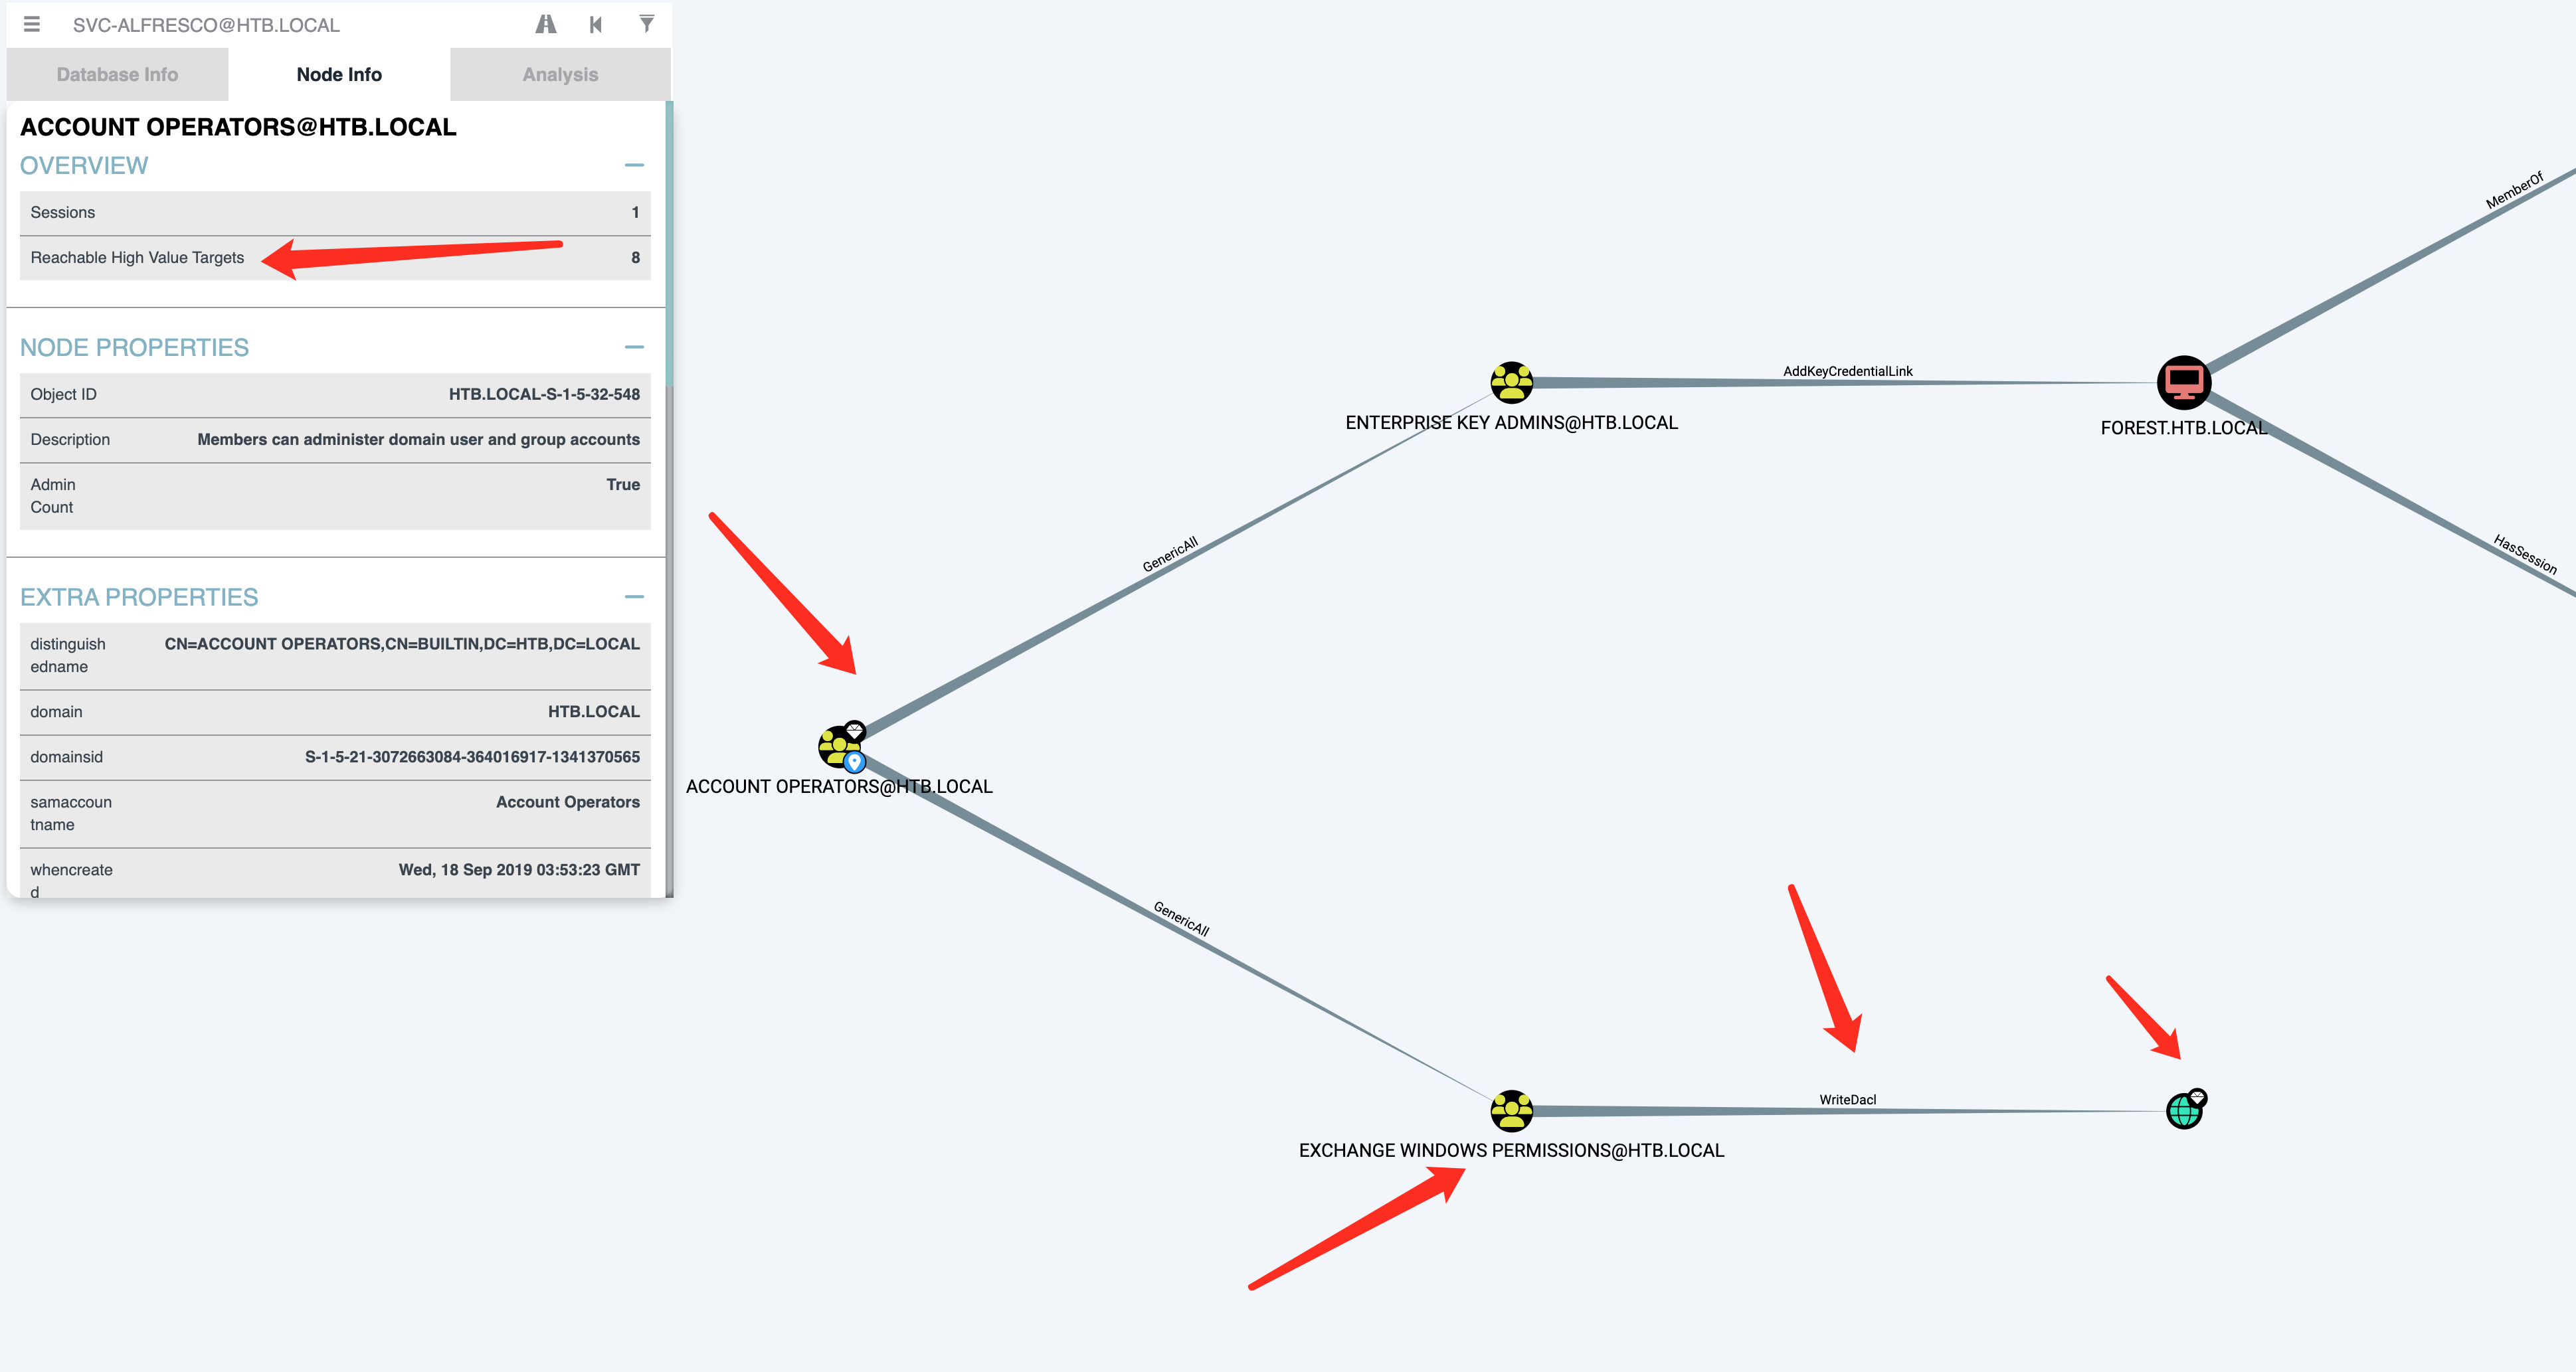 SVC-ALFRESCO@HTB.LOCAL
Database Info
Node Info
Analysis
ACCOUNT OPERATORS@HTB.LOCAL
OVERVIEW
Sessions 1
Reachable High Value Targets 8
NODE PROPERTIES
Object ID HTB.LOCAL-S-1-5-32-548
Description Members can administer domain user and group accounts
Admin True
Count
EXTRA PROPERTIES
distinguish CN=ACCOUNT OPERATORS,CN=BUILTIN,DC=HTB,DC=LOCAL
edname
domain HTB.LOCAL
domainsid S-1-5-21-3072663084-364016917-1341370565
samaccoun Account Operators
tname
whencreate Wed, 18 Sep 2019 03:53:23 GMT
d
MemberOf
AddKeyCredentialLink
ENTERPRISE KEY ADMINS@HTB.LOCAL
FOREST.HTB.LOCAL
GenericAll
HasSession
ACCOUNT OPERATORS@HTB.LOCAL
GenericAll
WriteDacl
EXCHANGE WINDOWS PERMISSIONS@HTB.LOCAL